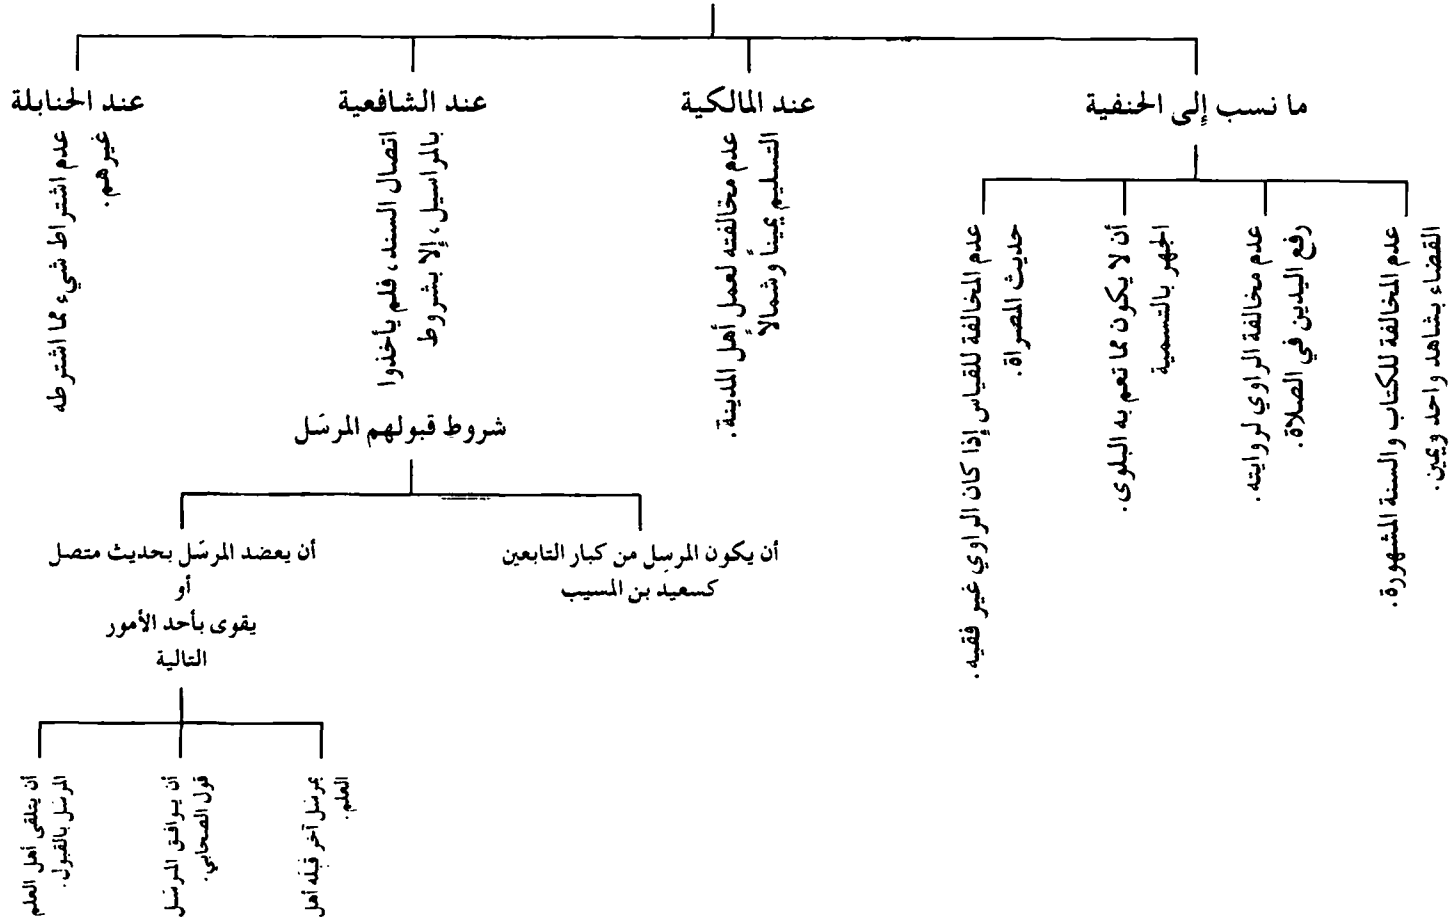 ما نسب إلى الحنفية
عدم المخالفة للكتاب والسنة المشهورة.
القضاء بشاهد واحد ويمين.
عدم مخالفة الراوي لروايته.
رفع اليدين في الصلاة.
أن لا يكون مما تعم به البلوى.
الجهر بالتسمية
عدم المخالفة للقياس إذا كان الراوي غير فقيه.
حديث المصراة.
عند المالكية
عدم مخالفته لعمل أهل المدينة.
التسليم يميناً وشمالاً
عند الشافعية
اتصال السند، فلم يأخذوا
بالمراسيل، إلا بشروط
شروط قبولهم المرسَل
أن يكون المرسِل من كبار التابعين
كسعيد بن المسيب
أن يعضد المرسَل بحديث متصل
أو
يقوى بأحد الأمور
التالية
بمرسَل آخر قبله أهل
العلم.
أن يوافق المرسَل
قول الصحابي.
أن يتلقى أهل العلم
المرسَل بالقبول.
عند الحنابلة
عدم اشتراط شيء مما اشترطه
غيرهم.